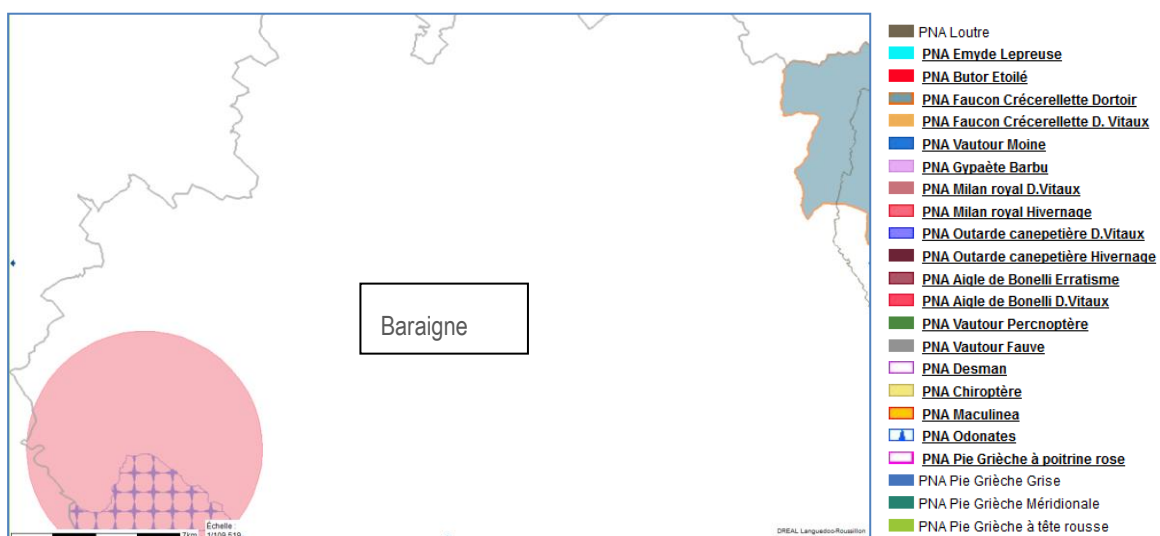 Baraigne
Échelle :
7km
1/109 519
DREAL Languedoc-Roussillon
PNA Loutre
PNA Emyde Lepreuse
PNA Butor Etoilé
PNA Faucon Crécerellette Dortoir
PNA Faucon Crécerellette D. Vitaux
PNA Vautour Moine
PNA Gypaète Barbu
PNA Milan royal D.Vitaux
PNA Milan royal Hivernage
PNA Outarde canepetière D.Vitaux
PNA Outarde canepetière Hivernage
PNA Aigle de Bonelli Erratisme
PNA Aigle de Bonelli D.Vitaux
PNA Vautour Percnoptère
PNA Vautour Fauve
PNA Desman
PNA Chiroptère
PNA Maculinea
PNA Odonates
PNA Pie Grièche à poitrine rose
PNA Pie Grièche Grise
PNA Pie Grièche Méridionale
PNA Pie Grièche à tête rousse